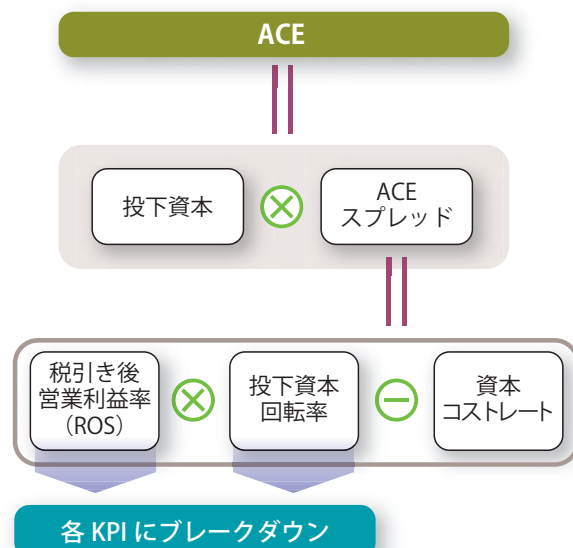 ACE
投下資本
ACE
スプレッド
税引き後
営業利益率
（ROS）
投下資本
回転率
資本
コストレート
各 KPI にブレークダウン